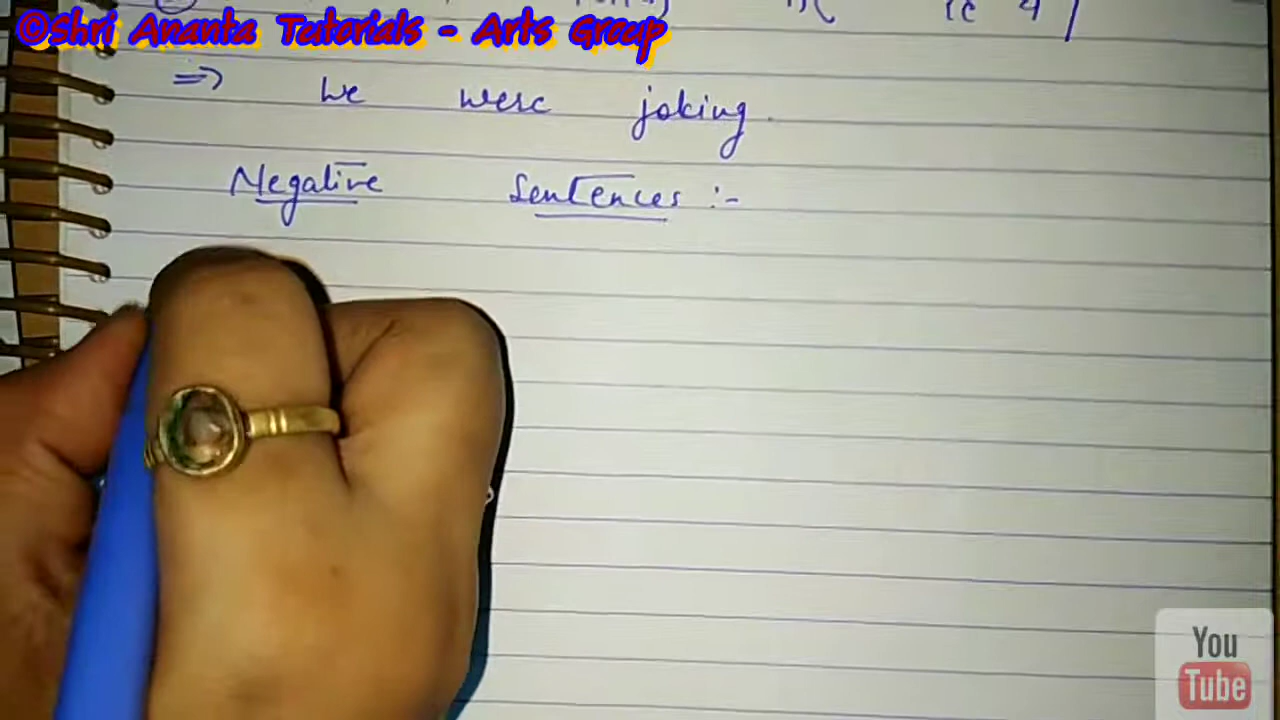 ©Shri Ananta Tutorials - Arts Group
=> We were joking.
Negative Sentences :-
You
Tube